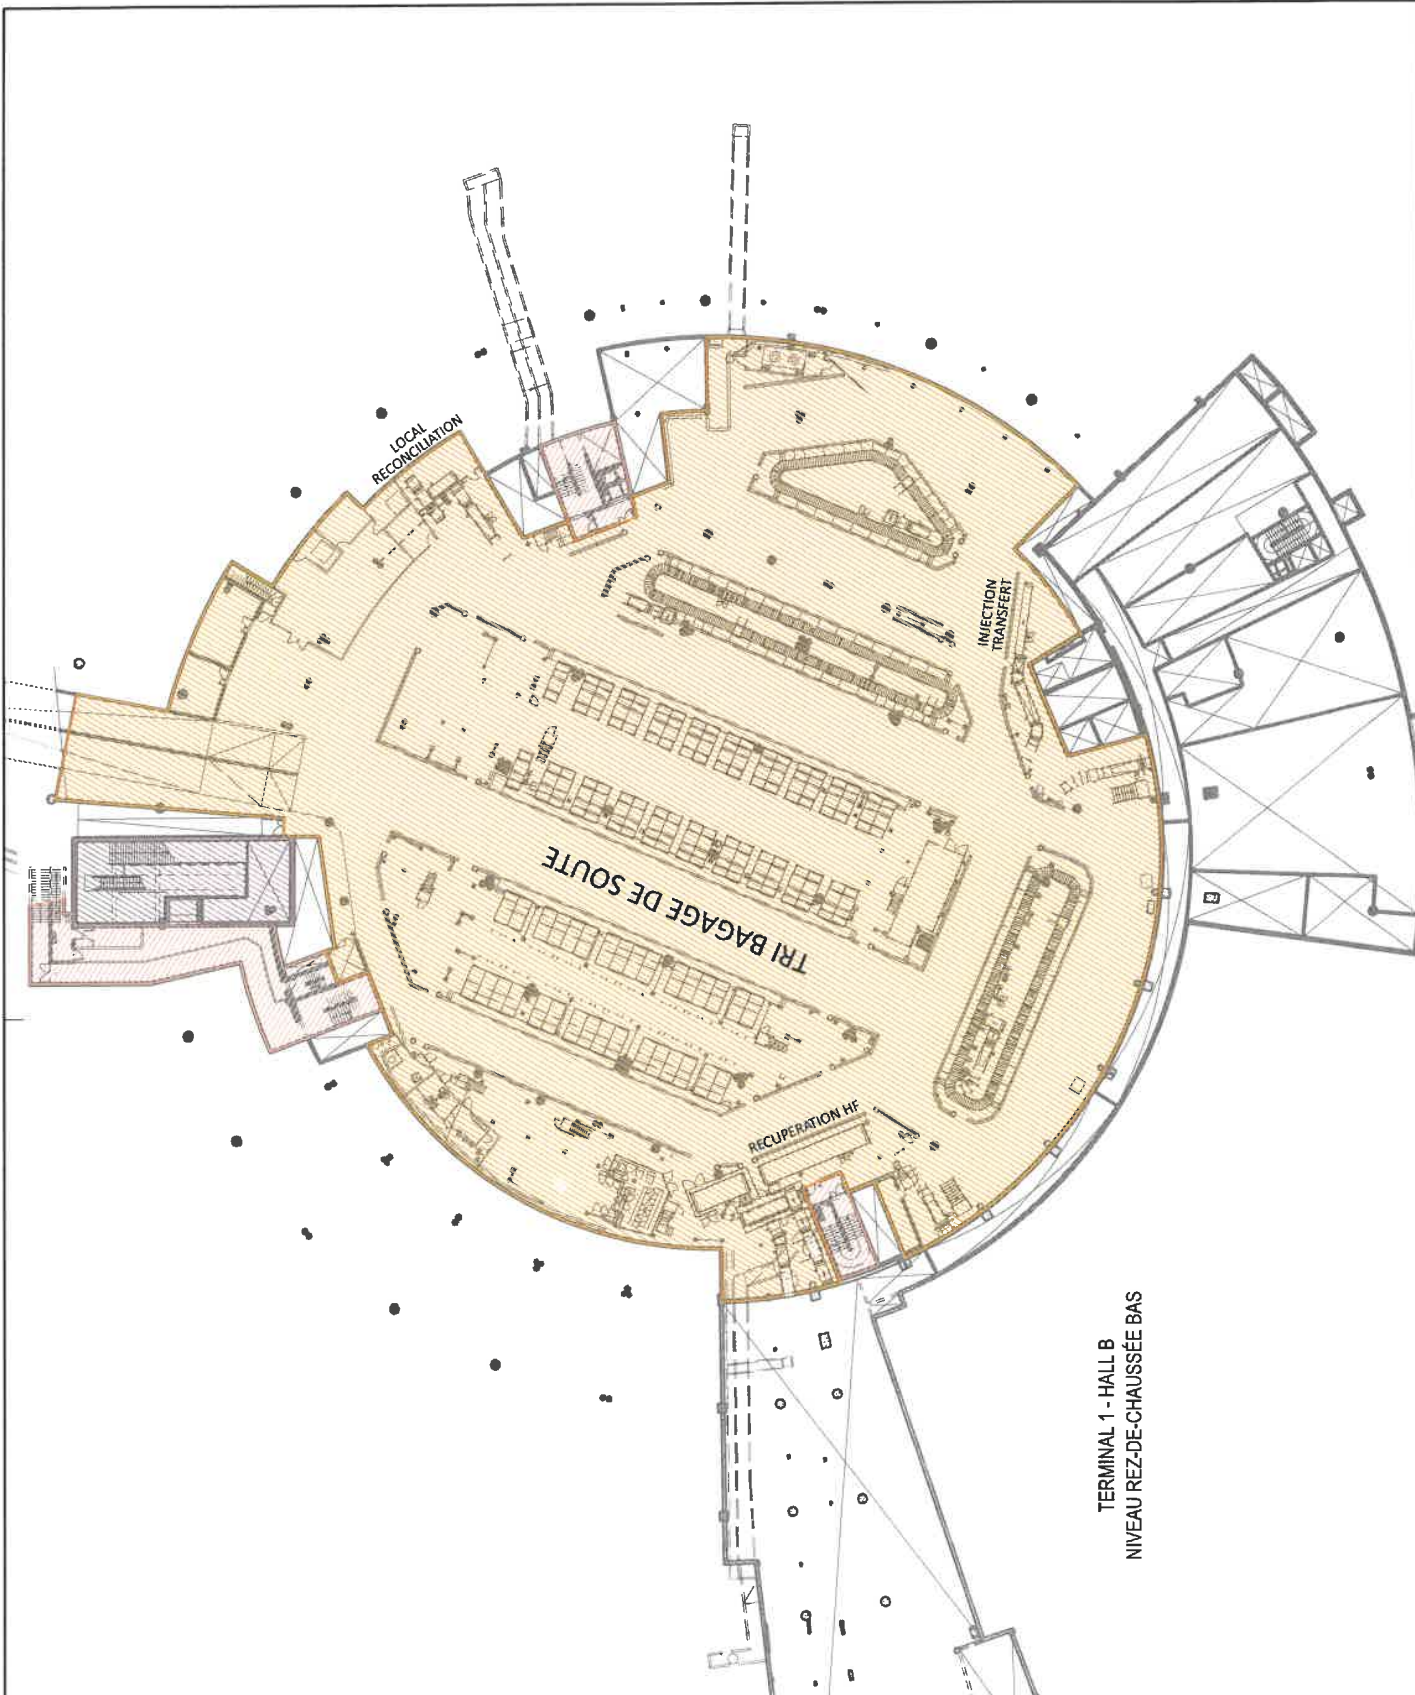 LOCAL
RECONCILIATION
INJECTION
TRANSFERT
TRI BAGAGE DE SOUTE
RECUPERATION HF
TERMINAL 1 - HALL B
NIVEAU REZ-DE-CHAUSSÉE BAS